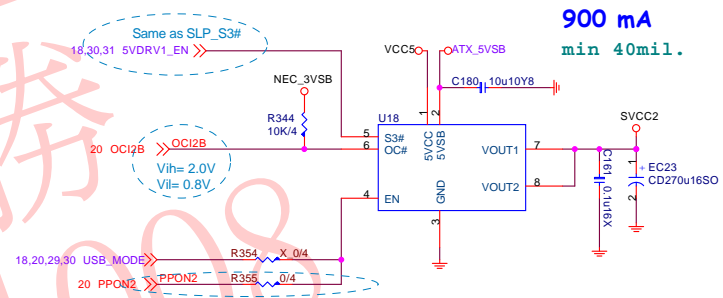 900 mA
min 40mil.
Same as SLP_S3#
18,30,31 5VDRV1_EN
VCC5
ATX_5VSB
C180 10u10Y8
NEC_3VSB
R344
10K/4
U18
SVCC2
1
2
5
6
S3#
OC#
5VCC
5VSB
VOUT1
7
20 OCI2B
OCI2B
Vih= 2.0V
Vil= 0.8V
C161 0.1u16X
1
+ EC23
CD270u16SO
2
4
EN
GND
VOUT2
8
3
18,20,29,30 USB_MODE
R354
X_0/4
20 PPON2
PPON2
R355
0/4
勝
1008